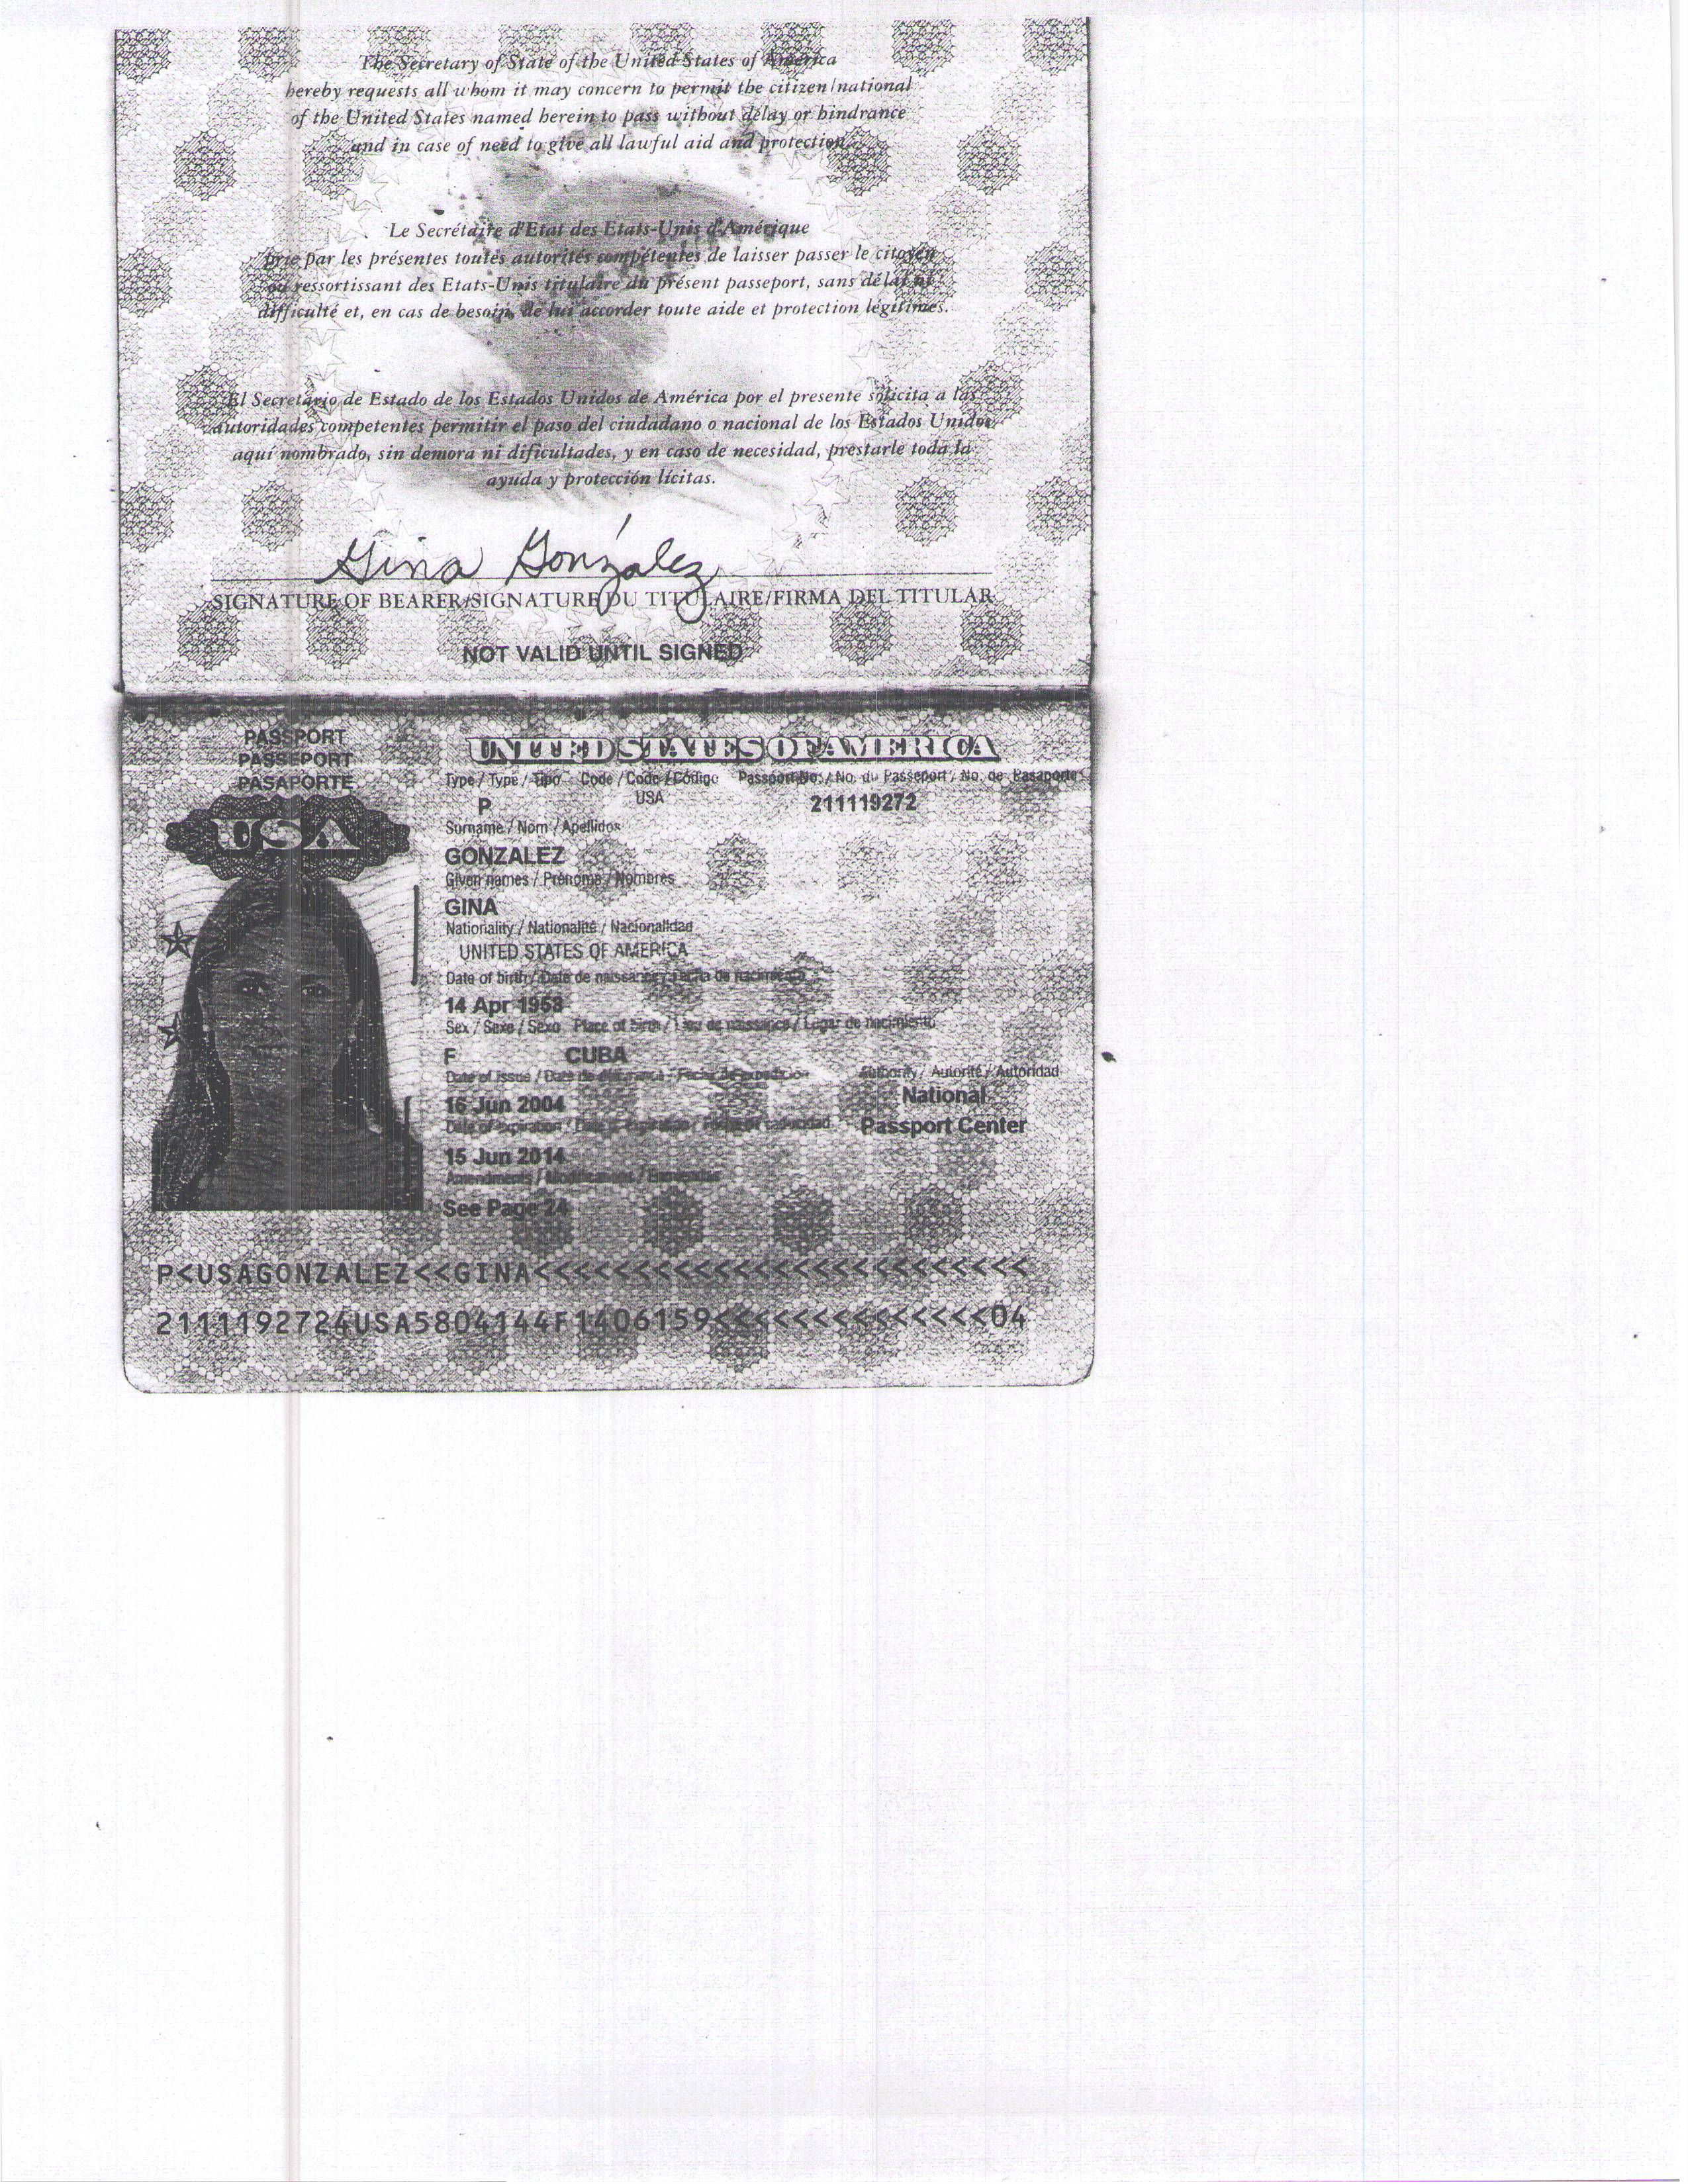 The Secretary of State of the United States of America
hereby requests all whom it may concern to permit the citizen/national
of the United States named herein to pass without delay or hindrance
and in case of need to give all lawful aid and protection.
Le Secrétaire d'Etat des Etats-Unis d'Amérique
prie par les présentes toutes autorités compétentes de laisser passer le citoyen
ou ressortissant des Etats-Unis titulaire du présent passeport, sans délai ni
difficulté et, en cas de besoin, de lui accorder toute aide et protection légitimes.
El Secretario de Estado de los Estados Unidos de América por el presente solicita a las
autoridades competentes permitir el paso del ciudadano o nacional de los Estados Unidos
aquí nombrado, sin demora ni dificultades, y en caso de necesidad, prestarle toda la
ayuda y protección lícitas.
Gina González
SIGNATURE OF BEARER/SIGNATURE DU TITULAIRE/FIRMA DEL TITULAR
NOT VALID UNTIL SIGNED
PASSPORT
PASSEPORT
PASAPORTE
USA
UNITED STATES OF AMERICA
Type / Type / Tipo Code / Code / Código Passport No. / No. du Passeport / No. de Pasaporte
P USA 211119272
Surname / Nom / Apellidos
GONZALEZ
Given names / Prénoms / Nombres
GINA
Nationality / Nationalité / Nacionalidad
UNITED STATES OF AMERICA
Date of birth / Date de naissance / Fecha de nacimiento
14 Apr 1958
Sex / Sexe / Sexo Place of birth / Lieu de naissance / Lugar de nacimiento
F CUBA
Date of issue / Date de délivrance / Fecha de expedición Authority / Autorité / Autoridad
16 Jun 2004 National
Date of expiration / Date d'expiration / Fecha de caducidad Passport Center
15 Jun 2014
Amendments / Modifications / Enmiendas
See Page 24
P<USAGONZALEZ<<GINA<<<<<<<<<<<<<<<<<<<<<<<<<
2111192724USA5804144F1406159<<<<<<<<<<<<<<04